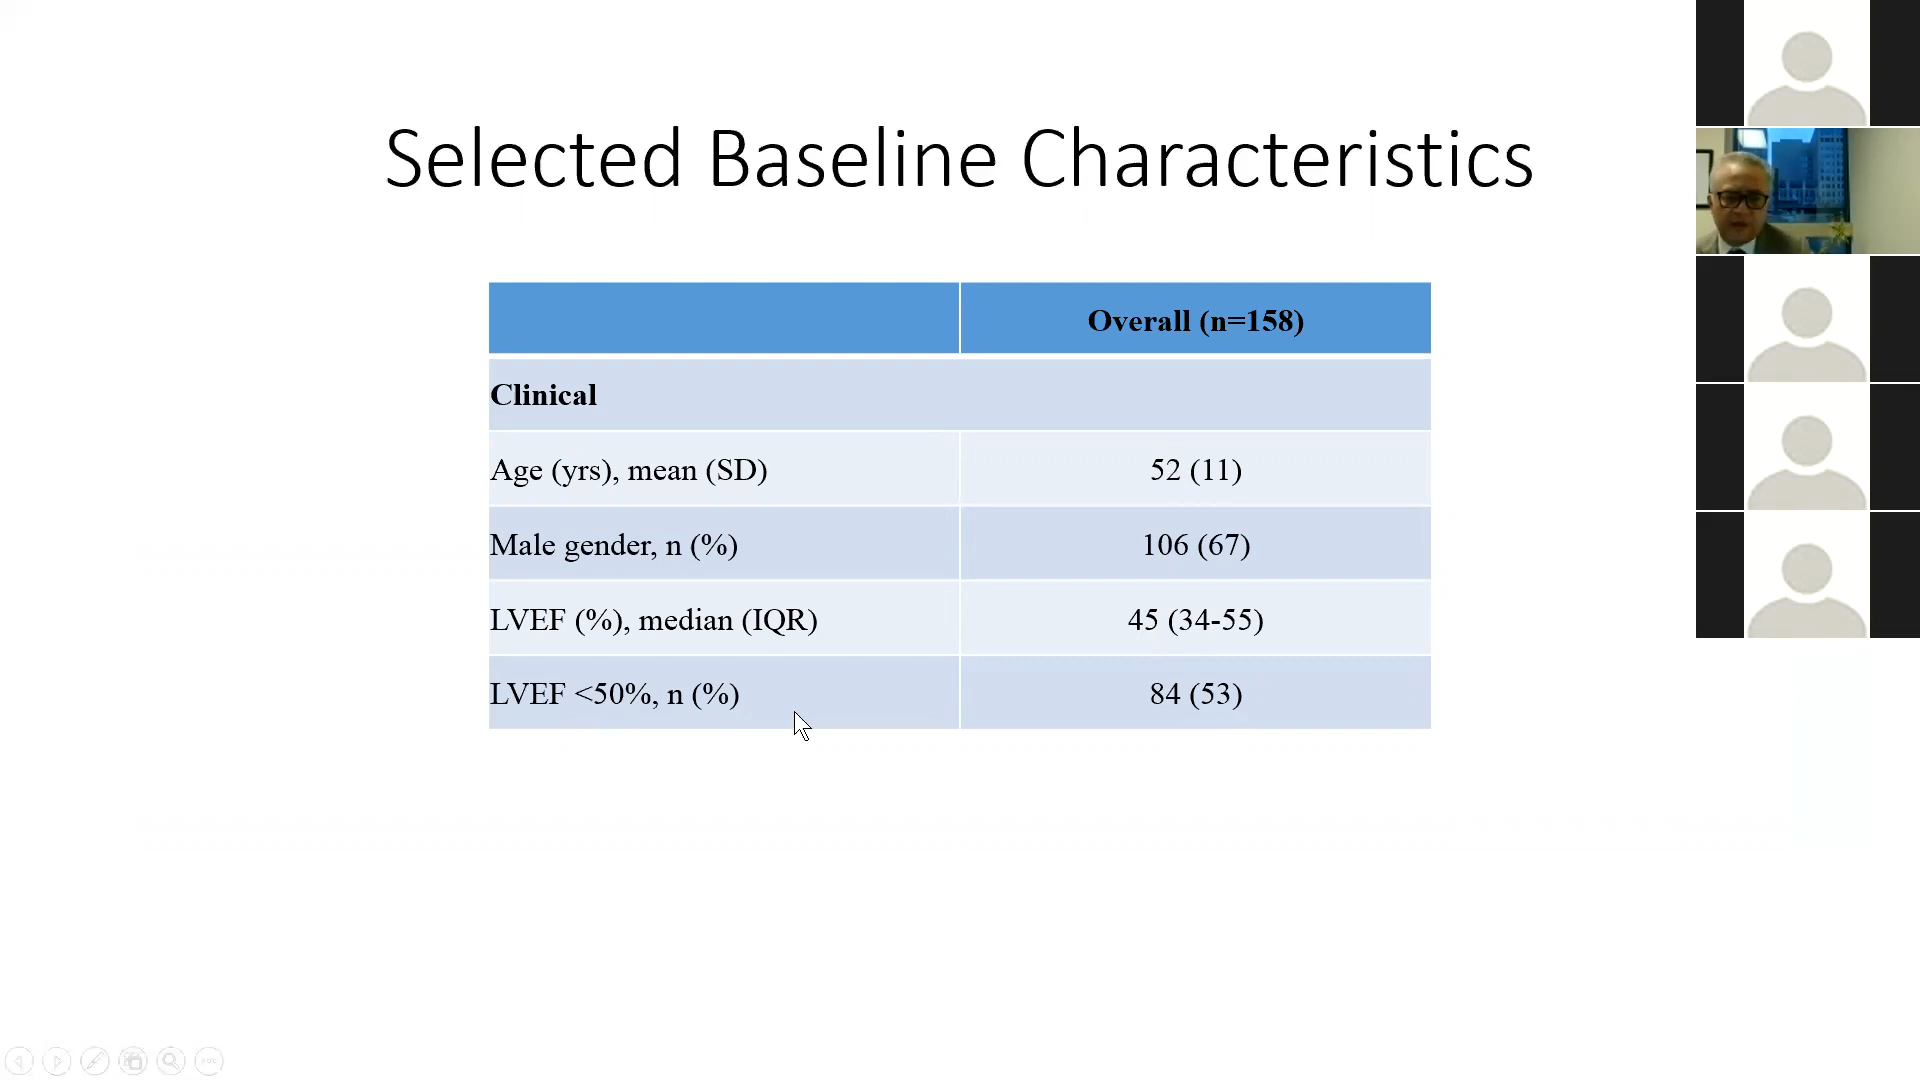 Selected Baseline Characteristics
Overall (n=158)
Clinical
Age (yrs), mean (SD) 52 (11)
Male gender, n (%) 106 (67)
LVEF (%), median (IQR) 45 (34-55)
LVEF <50%, n (%) 84 (53)